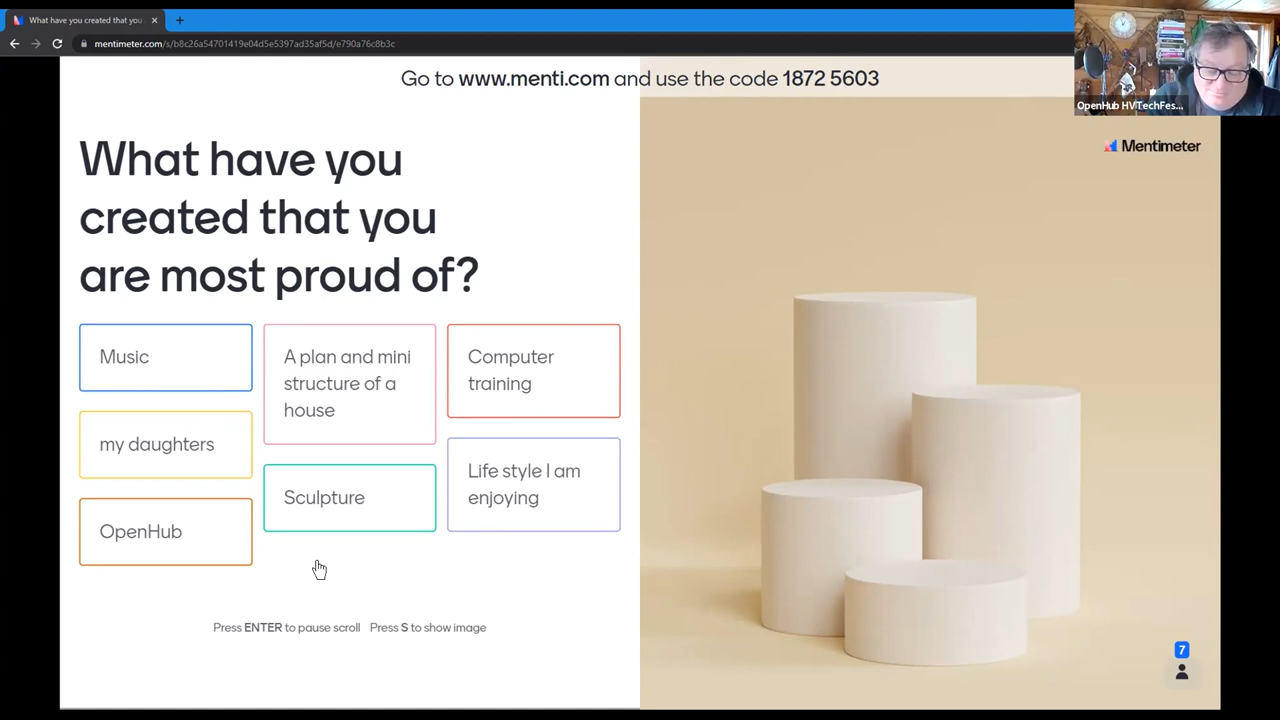 What have you created that you
mentimeter.com/s/b8c26a54701419e04d5e5397ad35af5d/e790a76c8b3c
Go to www.menti.com and use the code 1872 5603
OpenHub HVTechFes...
Mentimeter
What have you
created that you
are most proud of?
Music
my daughters
OpenHub
A plan and mini
structure of a
house
Sculpture
Computer
training
Life style I am
enjoying
Press ENTER to pause scroll Press S to show image
7